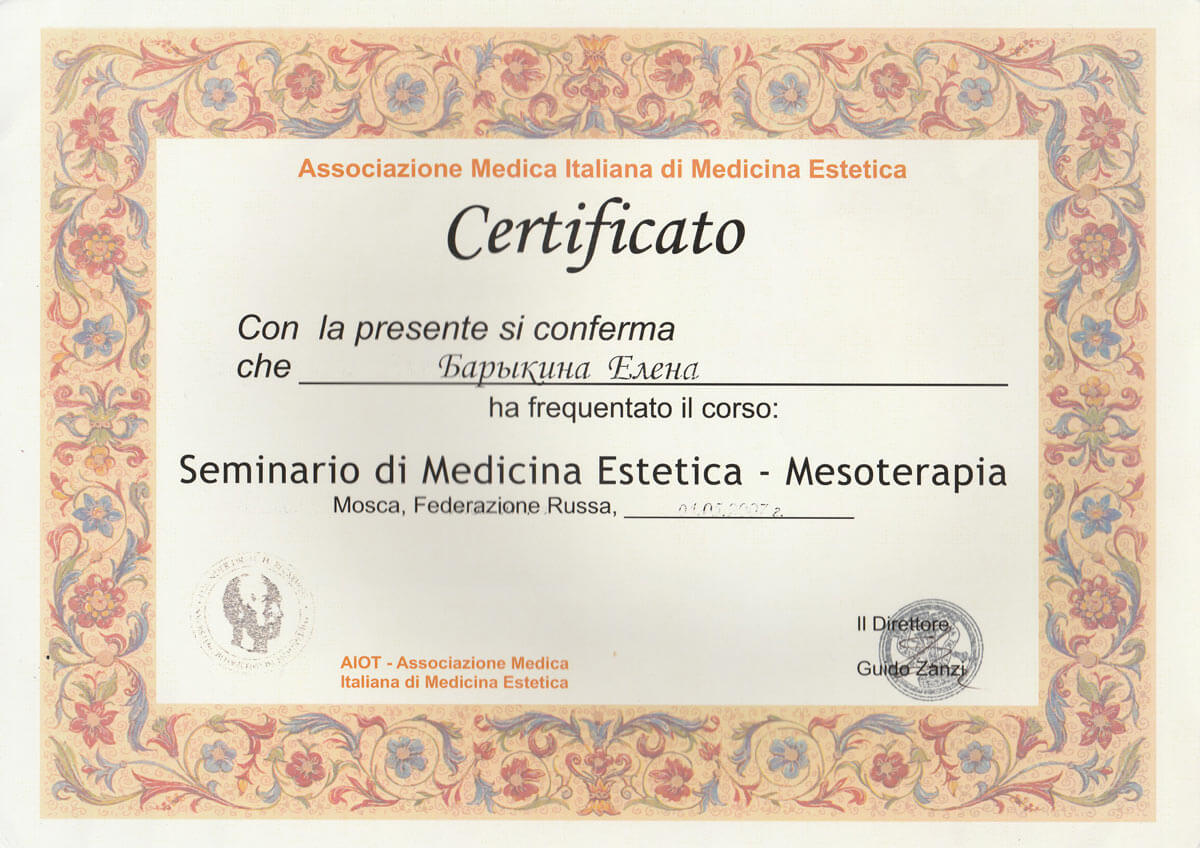 Associazione Medica Italiana di Medicina Estetica
Certificato
Con la presente si conferma
che Барыкина Елена
ha frequentato il corso:
Seminario di Medicina Estetica - Mesoterapia
Mosca, Federazione Russa,
Il Direttore
Guido Zanzi
AIOT - Associazione Medica
Italiana di Medicina Estetica